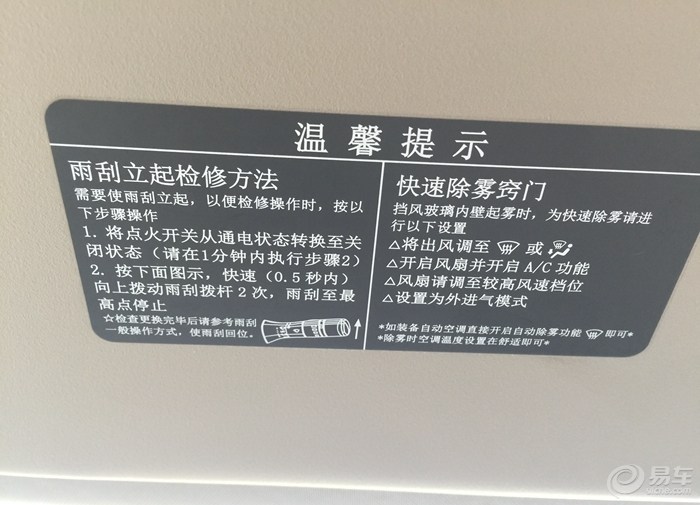 温馨提示
雨刮立起检修方法
需要使雨刮立起，以便检修操作时，按以
下步骤操作
1. 将点火开关从通电状态转换至关
闭状态（请在1分钟内执行步骤2）
2. 按下面图示，快速（0.5秒内）
向上拨动雨刮拨杆2次，雨刮至最
高点停止
☆检查更换完毕后请参考雨刮
一般操作方式，使雨刮回位。
快速除雾窍门
挡风玻璃内壁起雾时，为快速除雾请进
行以下设置
△将出风调至 或
△开启风扇并开启A/C功能
△风扇请调至较高风速档位
△设置为外进气模式
*如装备自动空调直接开启自动除雾功能 即可*
*除雾时空调温度设置在舒适即可*
易车